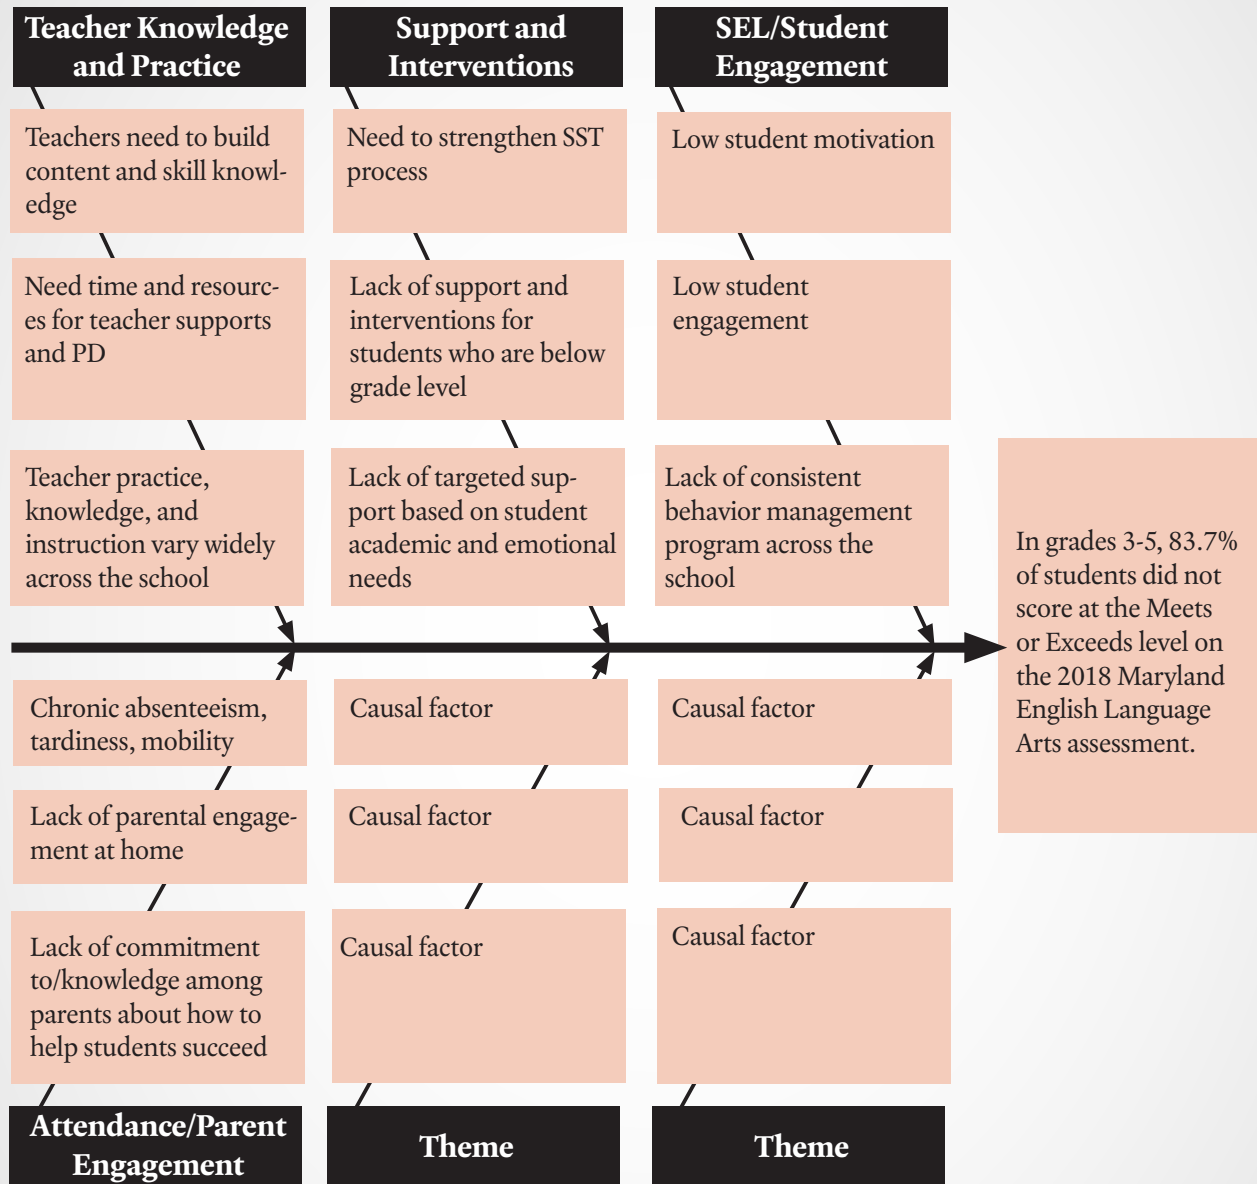 Teacher Knowledge
and Practice
Teachers need to build
content and skill knowl-
edge
Need time and resourc-
es for teacher supports
and PD
Teacher practice,
knowledge, and
instruction vary widely
across the school
Support and
Interventions
Need to strengthen SST
process
Lack of support and
interventions for
students who are below
grade level
Lack of targeted sup-
port based on student
academic and emotional
needs
SEL/Student
Engagement
Low student motivation
Low student
engagement
Lack of consistent
behavior management
program across the
school
In grades 3-5, 83.7%
of students did not
score at the Meets
or Exceeds level on
the 2018 Maryland
English Language
Arts assessment.
Chronic absenteeism,
tardiness, mobility
Lack of parental engage-
ment at home
Lack of commitment
to/knowledge among
parents about how to
help students succeed
Attendance/Parent
Engagement
Causal factor
Causal factor
Causal factor
Theme
Causal factor
Causal factor
Causal factor
Theme